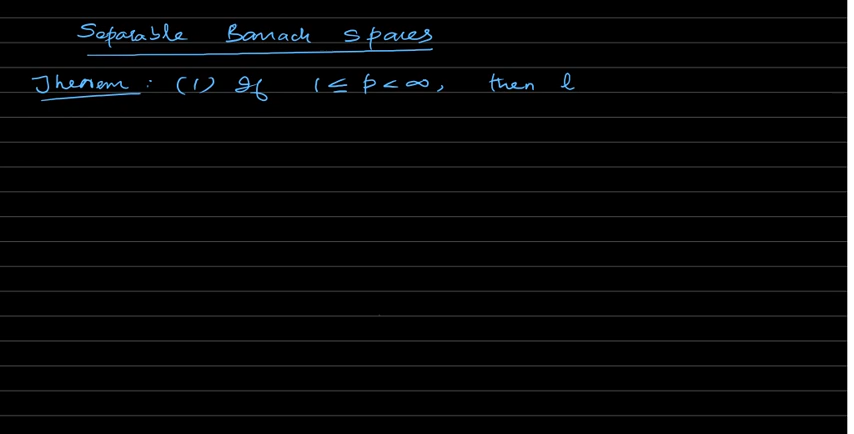 Separable Banach spaces
Theorem : (1) If 1 ≤ p < ∞, then l